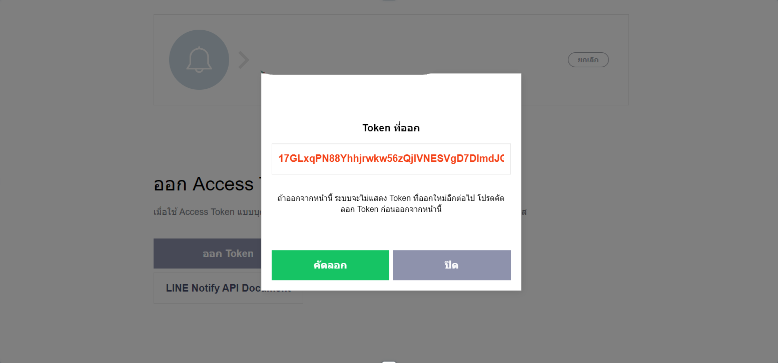 ยกเลิก
Token ที่ออก
17GLxqPN88Yhhjrwkw56zQjIVNESVgD7DImdJC
ถ้าออกจากหน้านี้ ระบบจะไม่แสดง Token ที่ออกใหม่อีกต่อไป โปรดคัด
ลอก Token ก่อนออกจากหน้านี้
คัดลอก
ปิด
ออก Access T
เมื่อใช้ Access Token แบบบุ
ออก Token
LINE Notify API Document